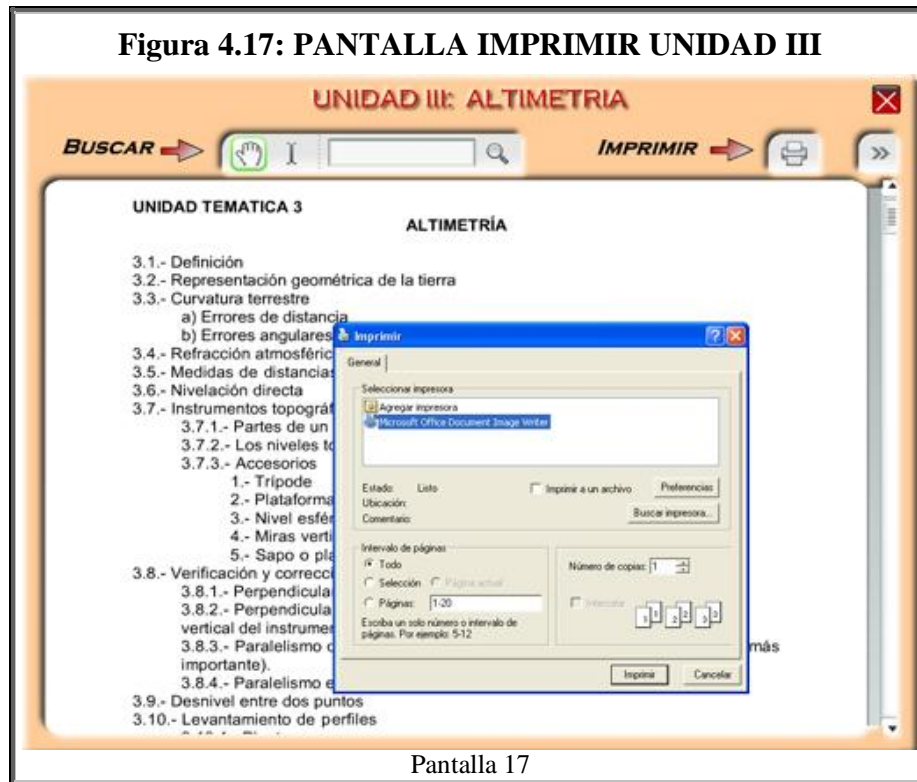 Figura 4.17: PANTALLA IMPRIMIR UNIDAD III
UNIDAD III: ALTIMETRIA
BUSCAR
IMPRIMIR
UNIDAD TEMATICA 3
ALTIMETRÍA
3.1.- Definición
3.2.- Representación geométrica de la tierra
3.3.- Curvatura terrestre
a) Errores de distancia
b) Errores angulares
3.4.- Refracción atmosféric
3.5.- Medidas de distancias
3.6.- Nivelación directa
3.7.- Instrumentos topográf
3.7.1.- Partes de un
3.7.2.- Los niveles to
3.7.3.- Accesorios
1.- Trípode
2.- Plataforma
3.- Nivel esfér
4.- Miras verti
5.- Sapo o pla
3.8.- Verificación y correcci
3.8.1.- Perpendicula
3.8.2.- Perpendicula
vertical del instrumen
3.8.3.- Paralelismo más
importante).
3.8.4.- Paralelismo e
3.9.- Desnivel entre dos puntos
3.10.- Levantamiento de perfiles
Imprimir
General
Seleccionar impresora
Agregar impresora
Microsoft Office Document Image Writer
Estado: Listo
Imprimir a un archivo
Preferencias
Ubicación:
Comentario:
Buscar impresora...
Intervalo de páginas
Todo
Selección
Página actual
Páginas: 1-20
Escriba un solo número o intervalo de
páginas. Por ejemplo: 5-12
Número de copias: 1
Intercalar
1 1 2 2 3 3
Imprimir
Cancelar
Pantalla 17